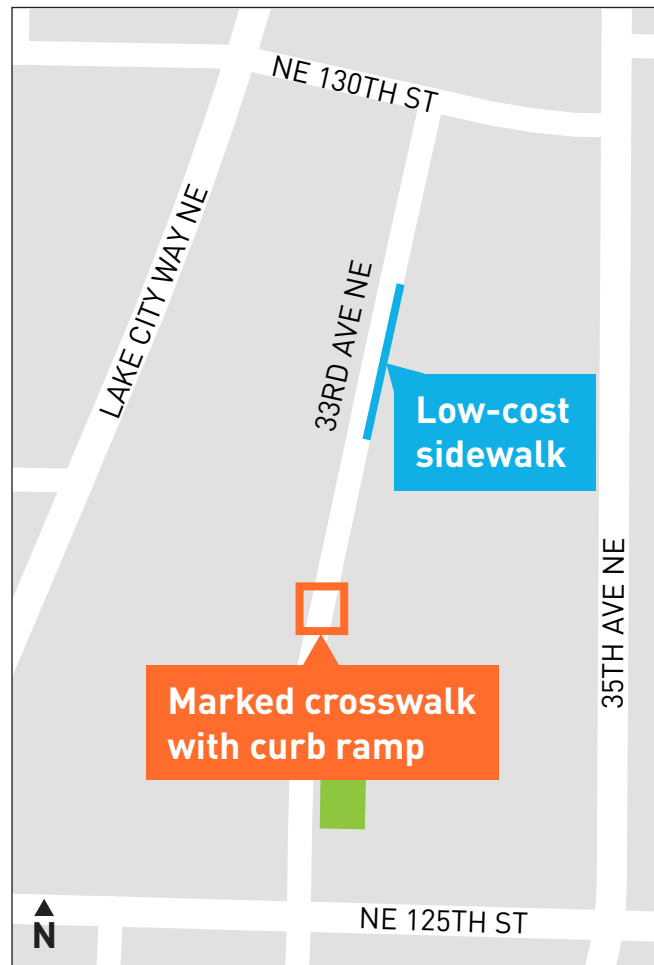 NE 130TH ST
LAKE CITY WAY NE
33RD AVE NE
Low-cost
sidewalk
35TH AVE NE
Marked crosswalk
with curb ramp
N
NE 125TH ST